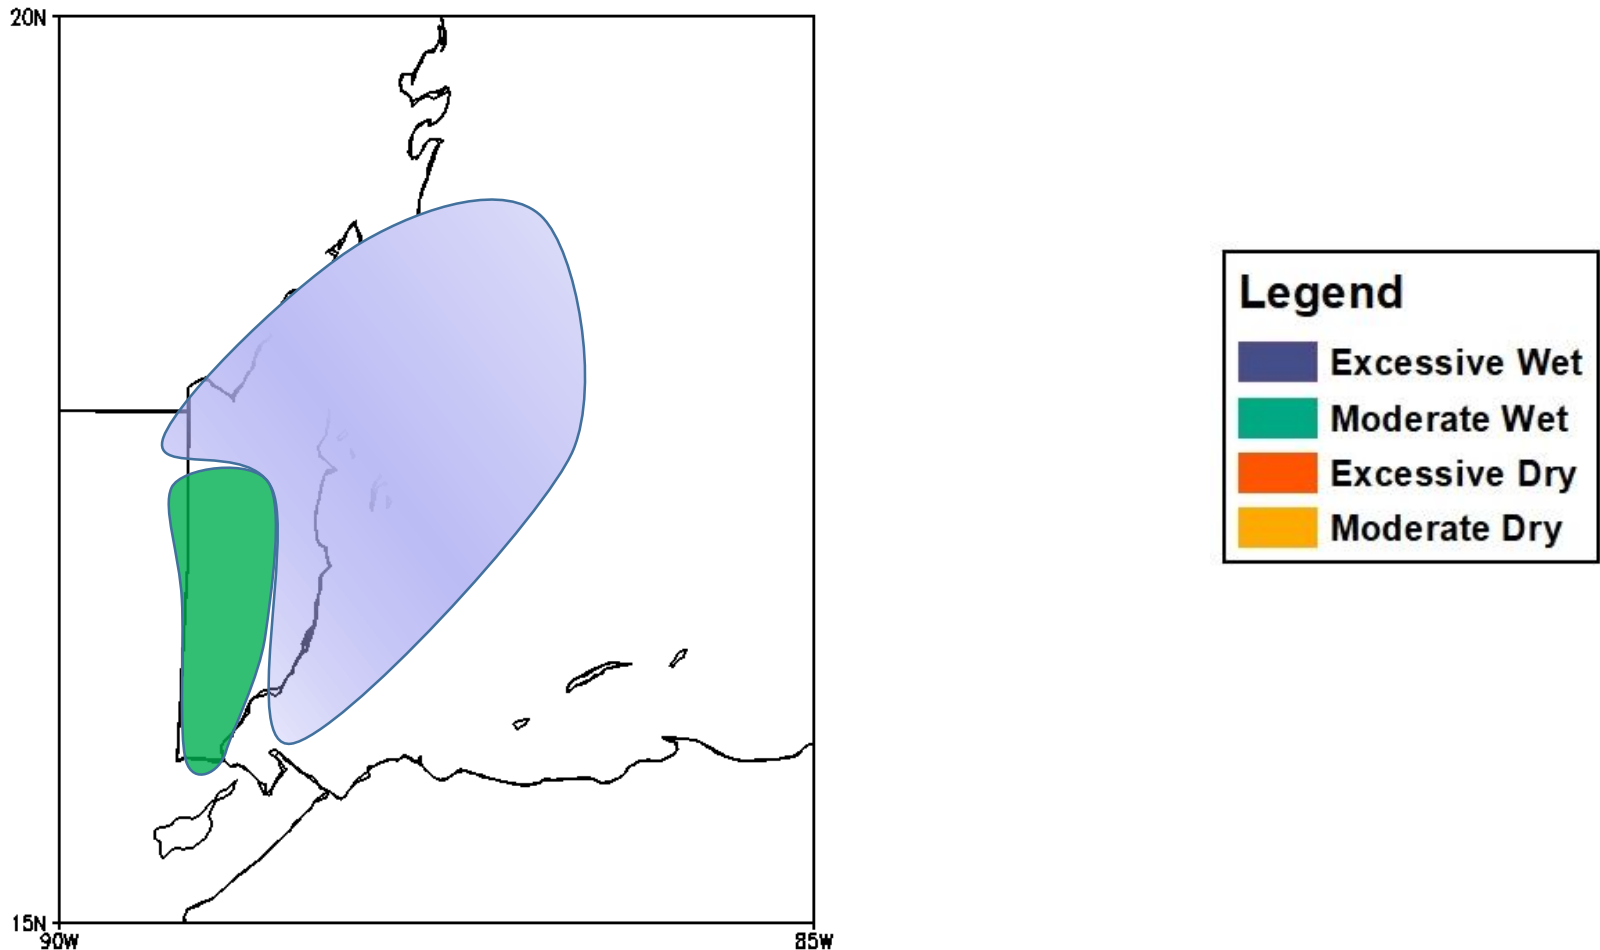 20N
15N
90W
85W
Legend
Excessive Wet
Moderate Wet
Excessive Dry
Moderate Dry